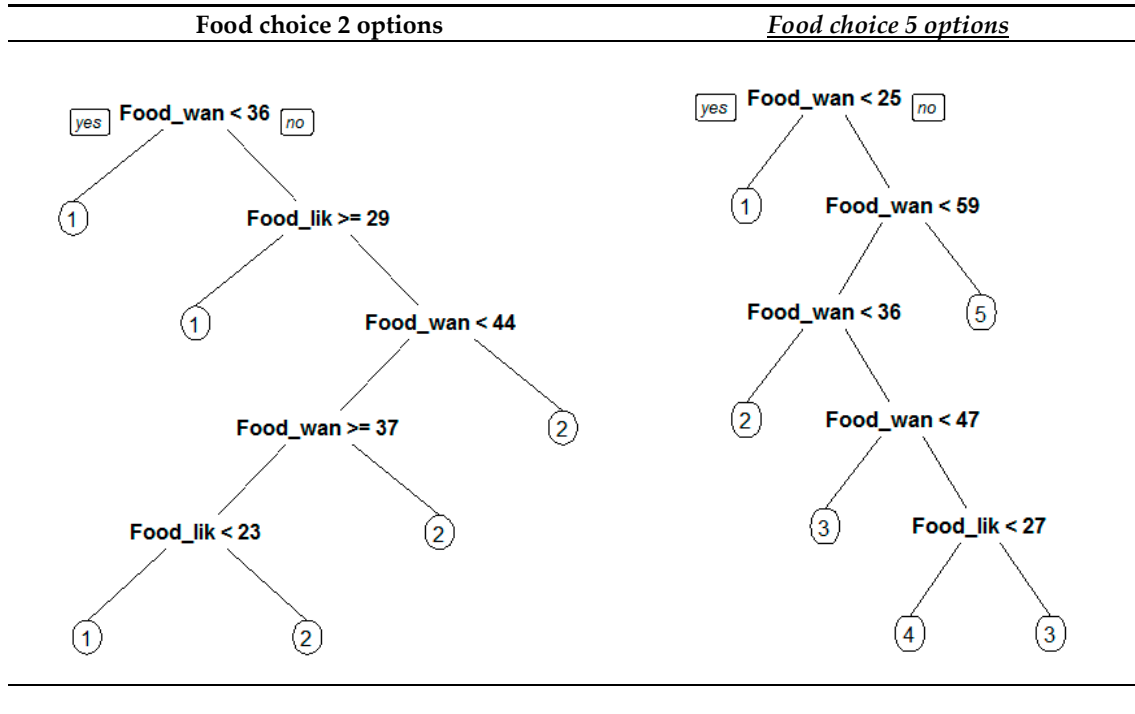 Food choice 2 options
Food choice 5 options
yes Food_wan < 36 no
1
Food_lik >= 29
1
Food_wan < 44
Food_wan >= 37
2
Food_lik < 23
2
1
2
yes Food_wan < 25 no
1
Food_wan < 59
Food_wan < 36
5
2
Food_wan < 47
3
Food_lik < 27
4
3